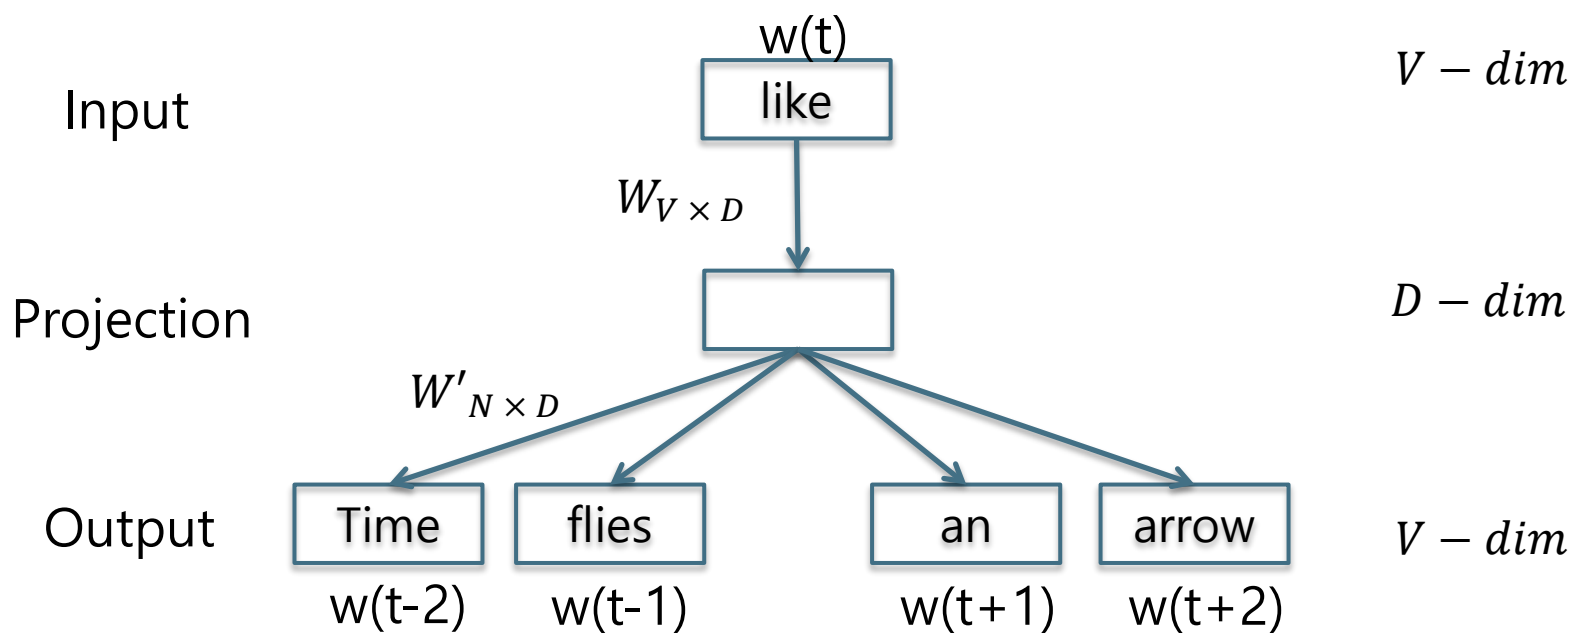 w(t)
V − dim
Input
like
W_{V × D}
Projection
D − dim
W'_{N × D}
Output
Time
flies
an
arrow
V − dim
w(t-2)
w(t-1)
w(t+1)
w(t+2)